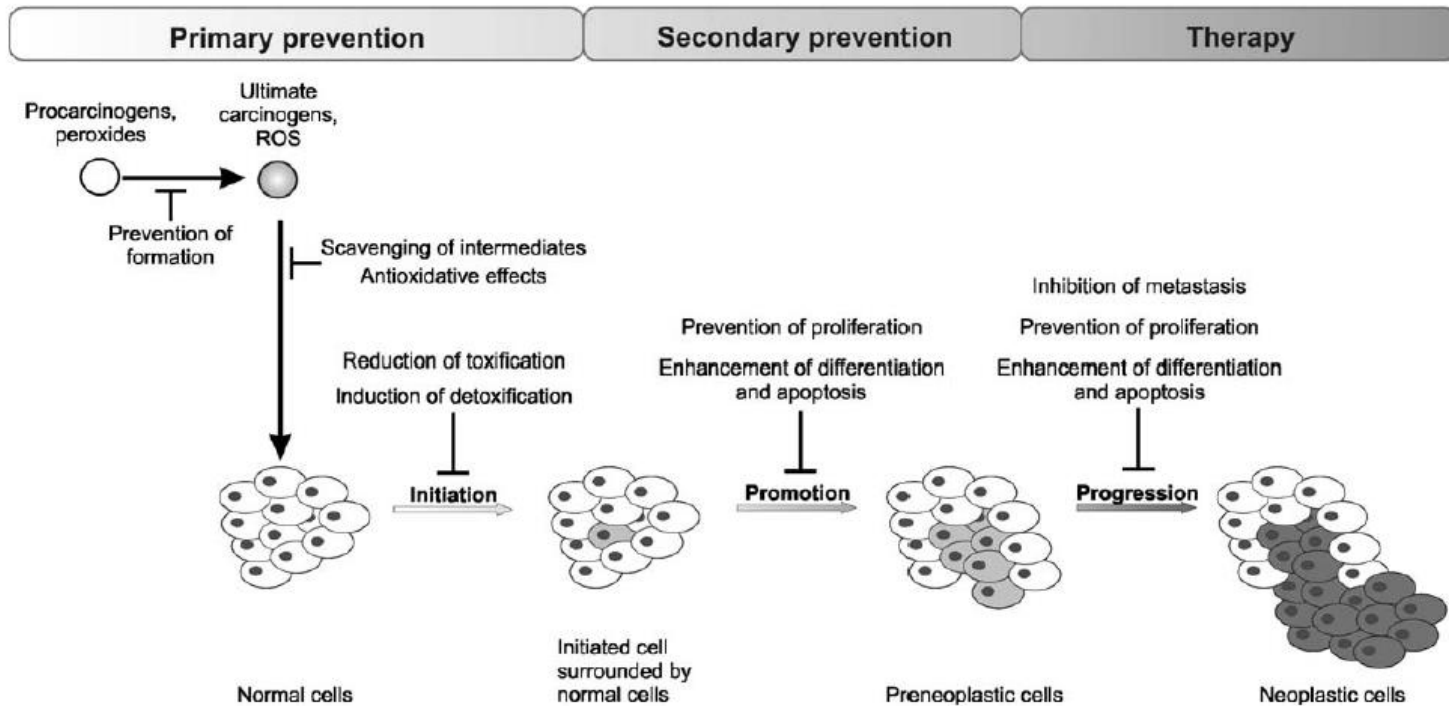 Primary prevention
Secondary prevention
Therapy
Procarcinogens,
peroxides
Ultimate
carcinogens,
ROS
Prevention of
formation
Scavenging of intermediates
Antioxidative effects
Reduction of toxification
Induction of detoxification
Prevention of proliferation
Enhancement of differentiation
and apoptosis
Inhibition of metastasis
Prevention of proliferation
Enhancement of differentiation
and apoptosis
Initiation
Promotion
Progression
Normal cells
Initiated cell
surrounded by
normal cells
Preneoplastic cells
Neoplastic cells